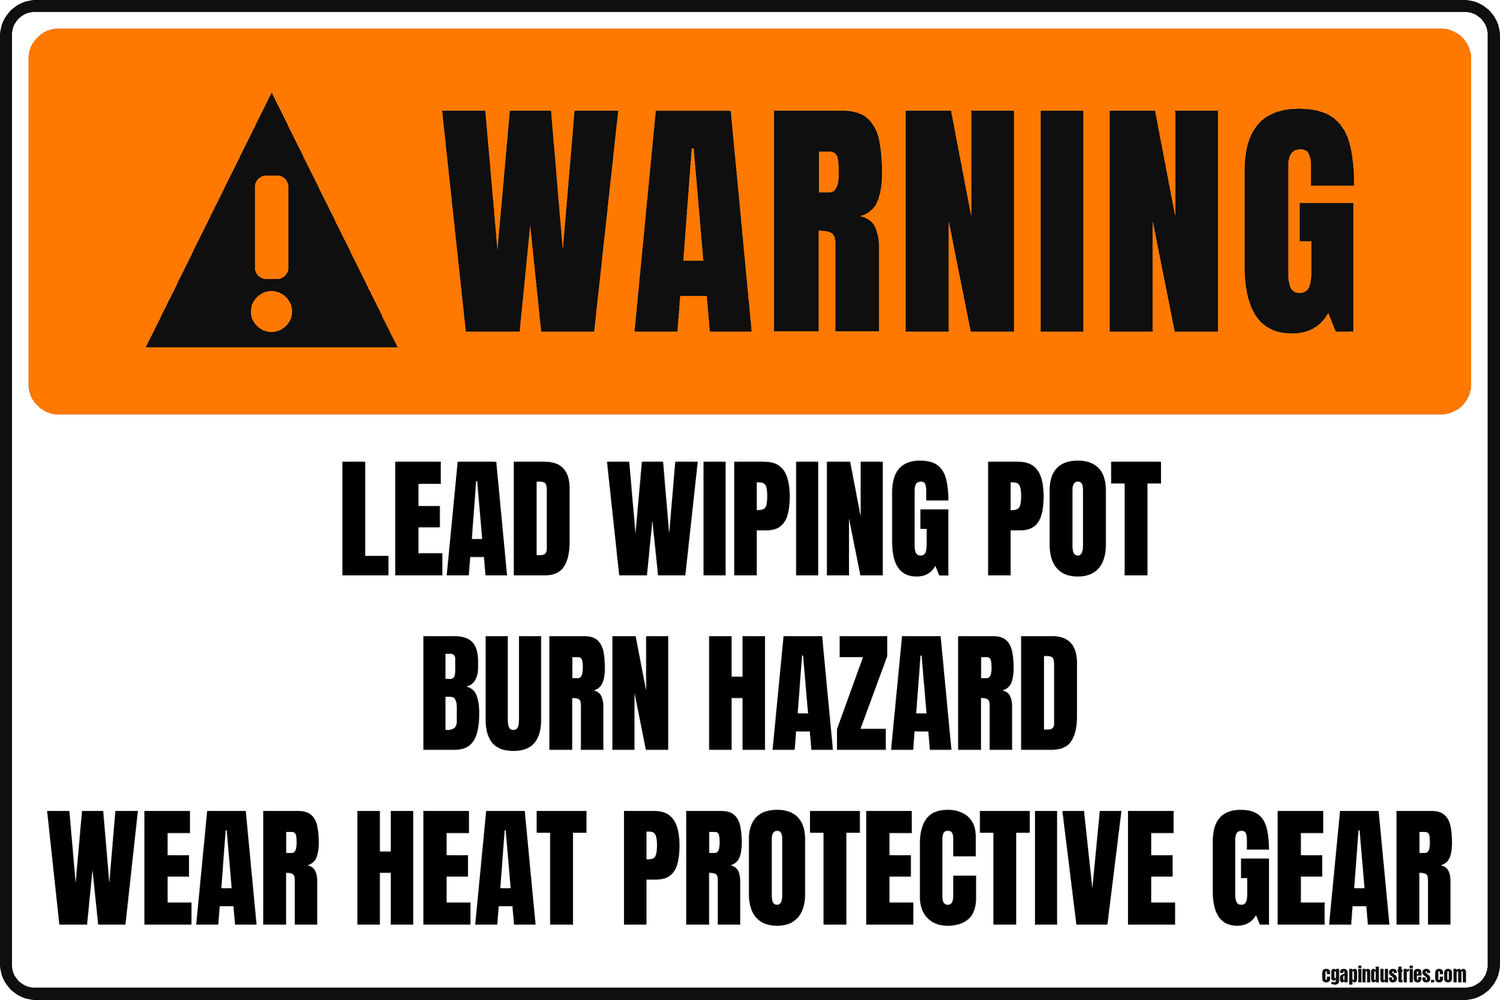 WARNING
LEAD WIPING POT
BURN HAZARD
WEAR HEAT PROTECTIVE GEAR
cgapindustries.com